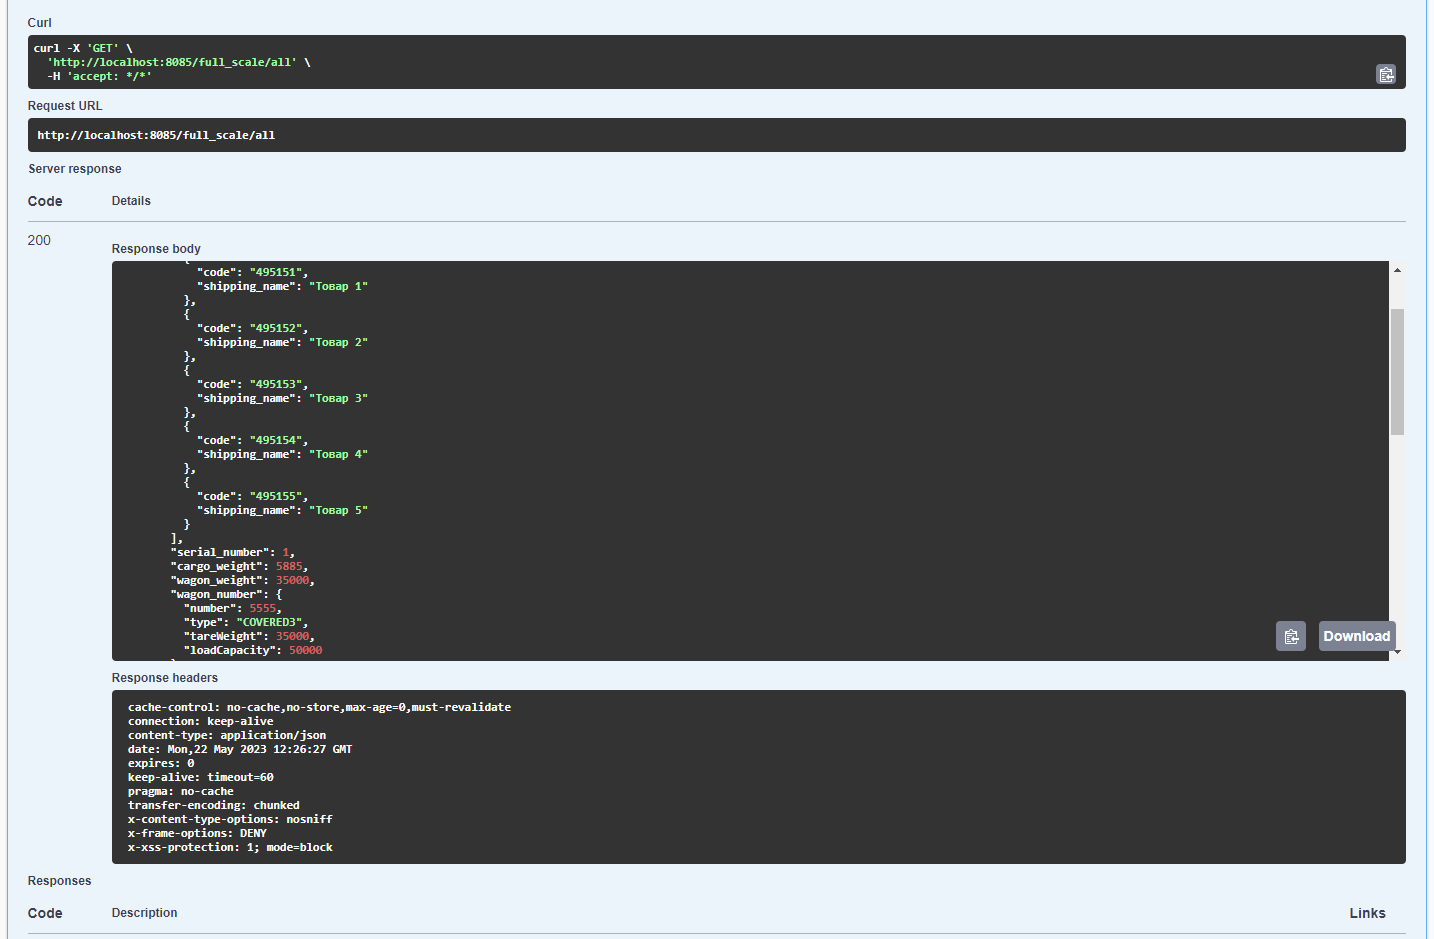 Curl
curl -X 'GET' \
'http://localhost:8085/full_scale/all' \
-H 'accept: */*'
Request URL
http://localhost:8085/full_scale/all
Server response
Code Details
200
Response body
"code": "495151",
"shipping_name": "Товар 1"
},
{
"code": "495152",
"shipping_name": "Товар 2"
},
{
"code": "495153",
"shipping_name": "Товар 3"
},
{
"code": "495154",
"shipping_name": "Товар 4"
},
{
"code": "495155",
"shipping_name": "Товар 5"
}
],
"serial_number": 1,
"cargo_weight": 5885,
"wagon_weight": 35000,
"wagon_number": {
"number": 5555,
"type": "COVERED3",
"tareWeight": 35000,
"loadCapacity": 50000
Download
Response headers
cache-control: no-cache,no-store,max-age=0,must-revalidate
connection: keep-alive
content-type: application/json
date: Mon,22 May 2023 12:26:27 GMT
expires: 0
keep-alive: timeout=60
pragma: no-cache
transfer-encoding: chunked
x-content-type-options: nosniff
x-frame-options: DENY
x-xss-protection: 1; mode=block
Responses
Code Description Links